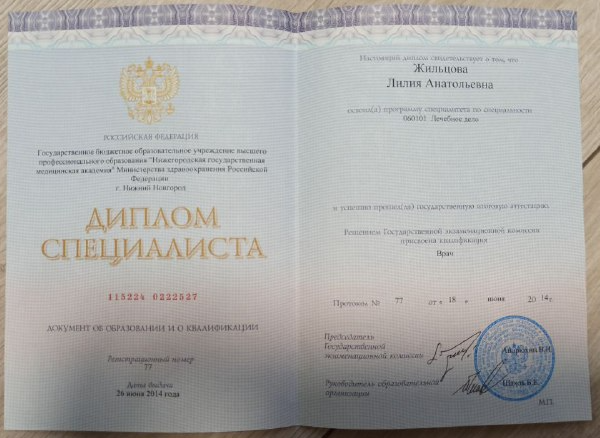 РОССИЙСКАЯ ФЕДЕРАЦИЯ
Государственное бюджетное образовательное учреждение высшего
профессионального образования "Нижегородская государственная
медицинская академия" Министерства здравоохранения Российской
Федерации
г. Нижний Новгород
ДИПЛОМ
СПЕЦИАЛИСТА
115224 0222527
ДОКУМЕНТ ОБ ОБРАЗОВАНИИ И О КВАЛИФИКАЦИИ
Регистрационный номер
77
Дата выдачи
26 июня 2014 года
Настоящий диплом свидетельствует о том, что
Жильцова
Лилия Анатольевна
освоил(а) программу специалитета по специальности
060101 Лечебное дело
и успешно прошел(ла) государственную итоговую аттестацию.
Решением Государственной экзаменационной комиссии
присвоена квалификация
Врач
Протокол № 77 от « 18 » июня 2014г.
Председатель
Государственной
экзаменационной комиссии
Руководитель образовательной
организации
Шахов Б.Е.
М.П.